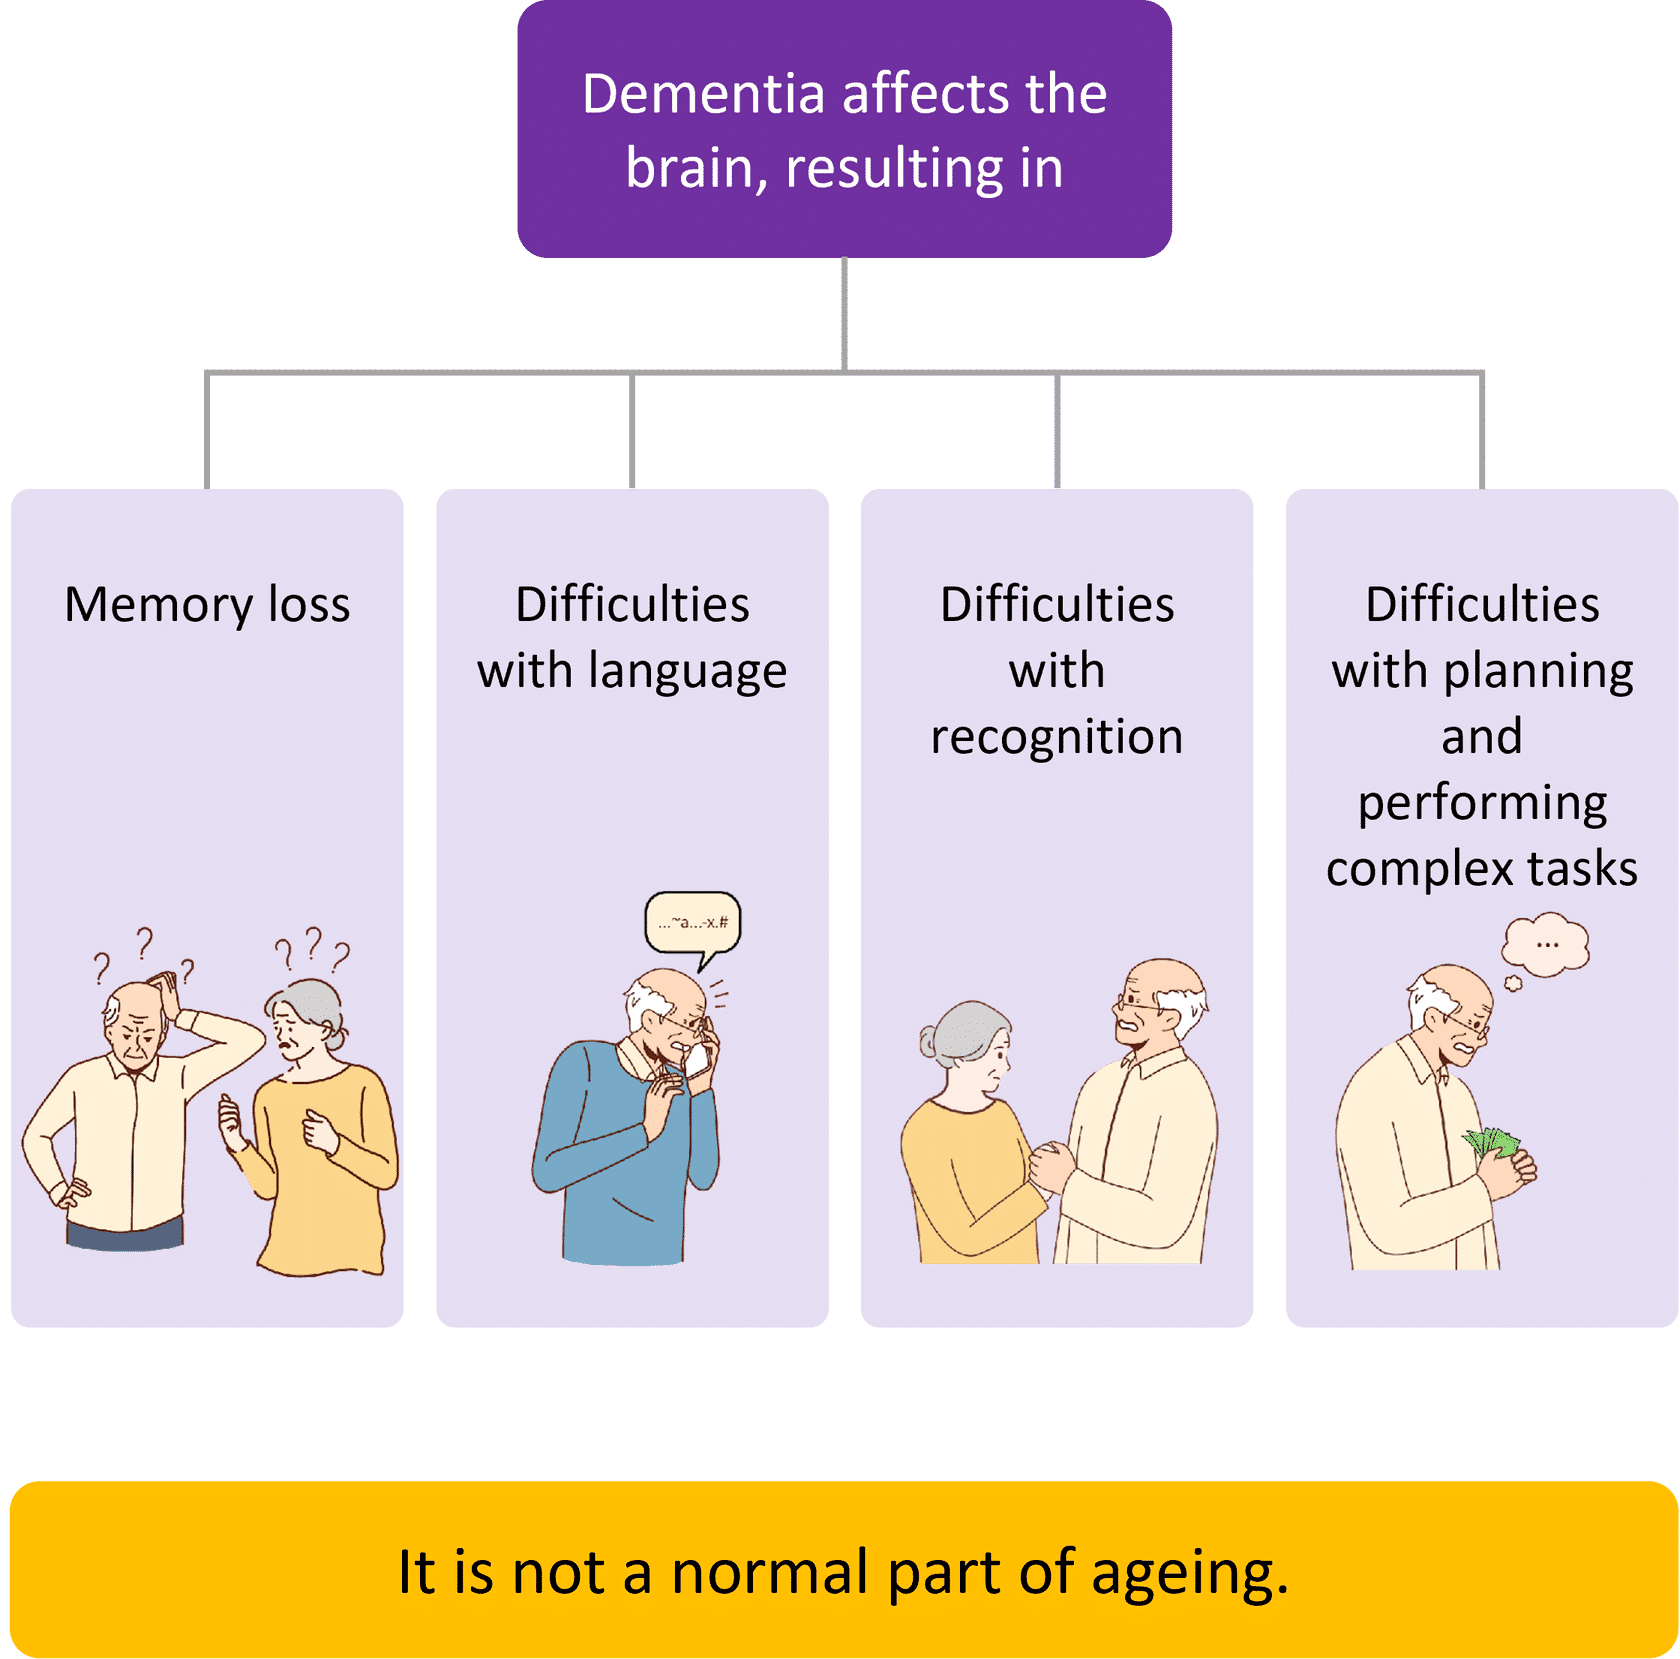 Dementia affects the
brain, resulting in
Memory loss
Difficulties
with language
Difficulties
with
recognition
Difficulties
with planning
and
performing
complex tasks
? ? ?
? ? ?
...~a...-x.#
...
It is not a normal part of ageing.